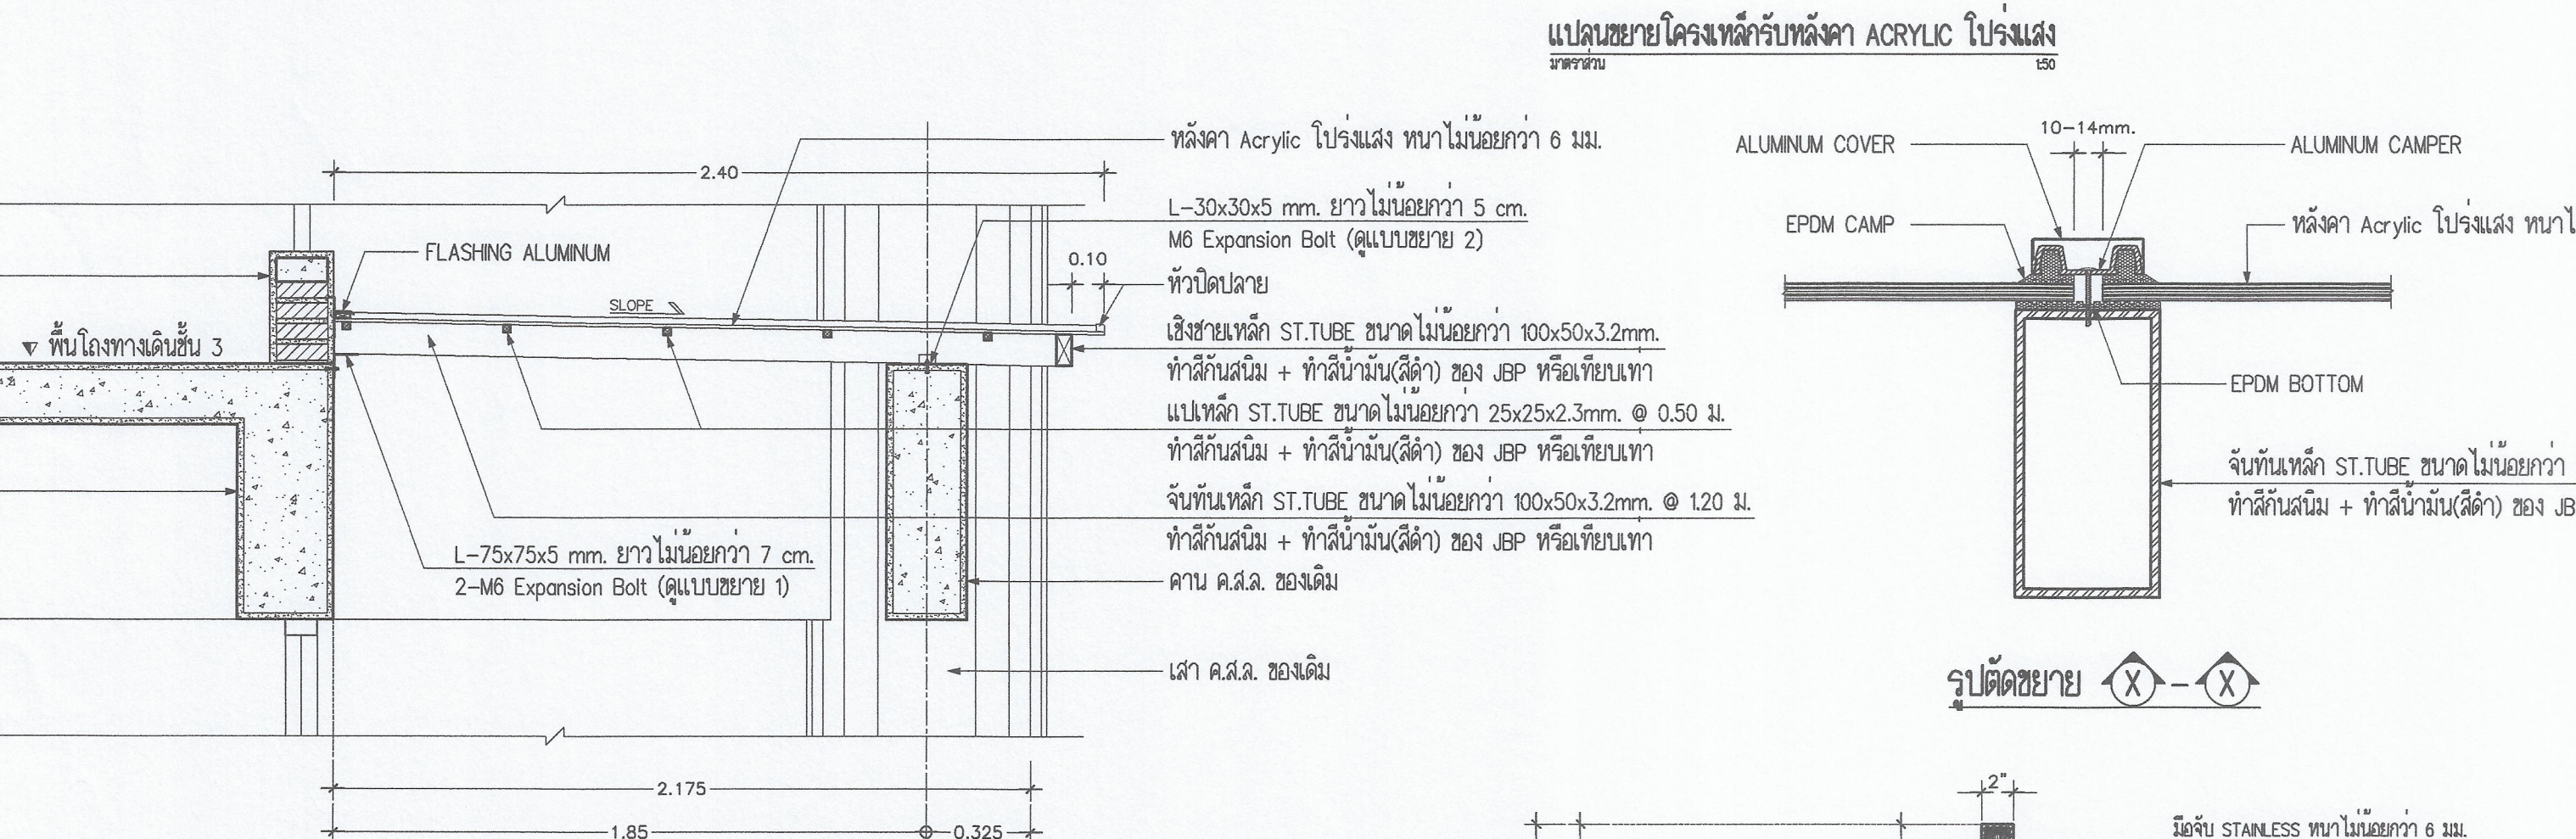 แปลนขยายโครงเหล็กรับหลังคา ACRYLIC โปร่งแสง
มาตราส่วน 1:50
2.40
หลังคา Acrylic โปร่งแสง หนาไม่น้อยกว่า 6 มม.
L-30x30x5 mm. ยาวไม่น้อยกว่า 5 cm.
M6 Expansion Bolt (ดูแบบขยาย 2)
FLASHING ALUMINUM
0.10
หัวปิดปลาย
SLOPE
เชิงชายเหล็ก ST.TUBE ขนาดไม่น้อยกว่า 100x50x3.2mm.
ทำสีกันสนิม + ทำสีน้ำมัน(สีดำ) ของ JBP หรือเทียบเทา
พื้นโถงทางเดินชั้น 3
แปเหล็ก ST.TUBE ขนาดไม่น้อยกว่า 25x25x2.3mm. @ 0.50 ม.
ทำสีกันสนิม + ทำสีน้ำมัน(สีดำ) ของ JBP หรือเทียบเทา
จันทันเหล็ก ST.TUBE ขนาดไม่น้อยกว่า 100x50x3.2mm. @ 1.20 ม.
ทำสีกันสนิม + ทำสีน้ำมัน(สีดำ) ของ JBP หรือเทียบเทา
L-75x75x5 mm. ยาวไม่น้อยกว่า 7 cm.
2-M6 Expansion Bolt (ดูแบบขยาย 1)
คาน ค.ส.ล. ของเดิม
เสา ค.ส.ล. ของเดิม
2.175
1.85 0.325
10-14mm.
ALUMINUM COVER
ALUMINUM CAMPER
EPDM CAMP
หลังคา Acrylic โปร่งแสง
EPDM BOTTOM
จันทันเหล็ก ST.TUBE ขนาดไม่น้อยกว่า
ทำสีกันสนิม + ทำสีน้ำมัน(สีดำ) ของ JB
รูปตัดขยาย X - X
2"
มือจับ STAINLESS หนาไม่น้อยกว่า 6 มม.